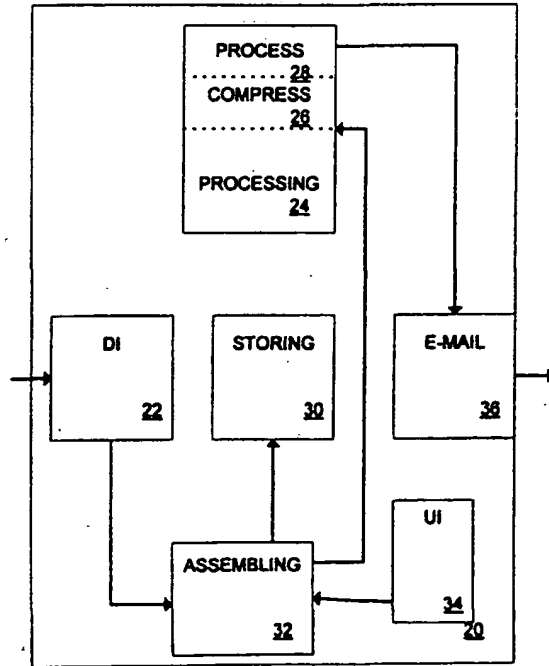 PROCESS
28
COMPRESS
26
PROCESSING
24
DI
22
STORING
30
E-MAIL
36
ASSEMBLING
32
UI
34
20